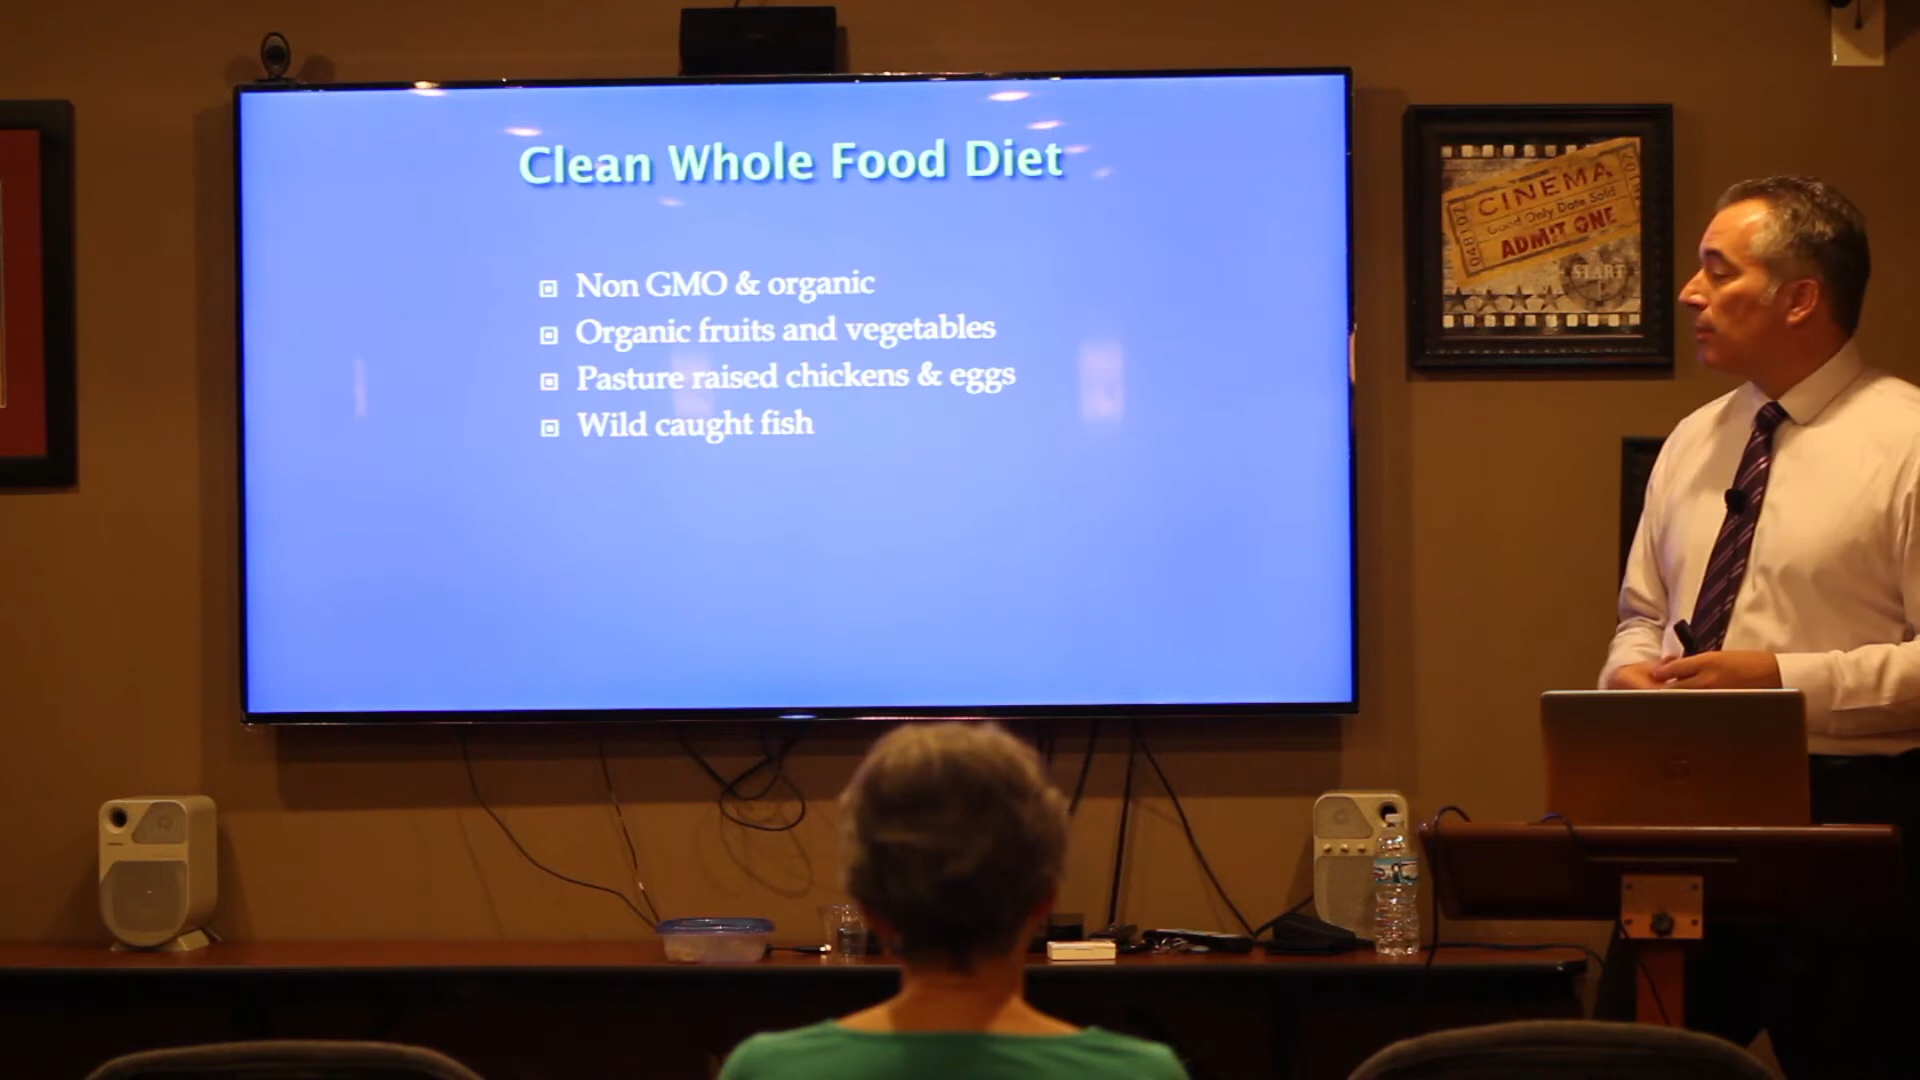 Clean Whole Food Diet
Non GMO & organic
Organic fruits and vegetables
Pasture raised chickens & eggs
Wild caught fish
CINEMA
Good Only Date Sold
ADMIT ONE
START